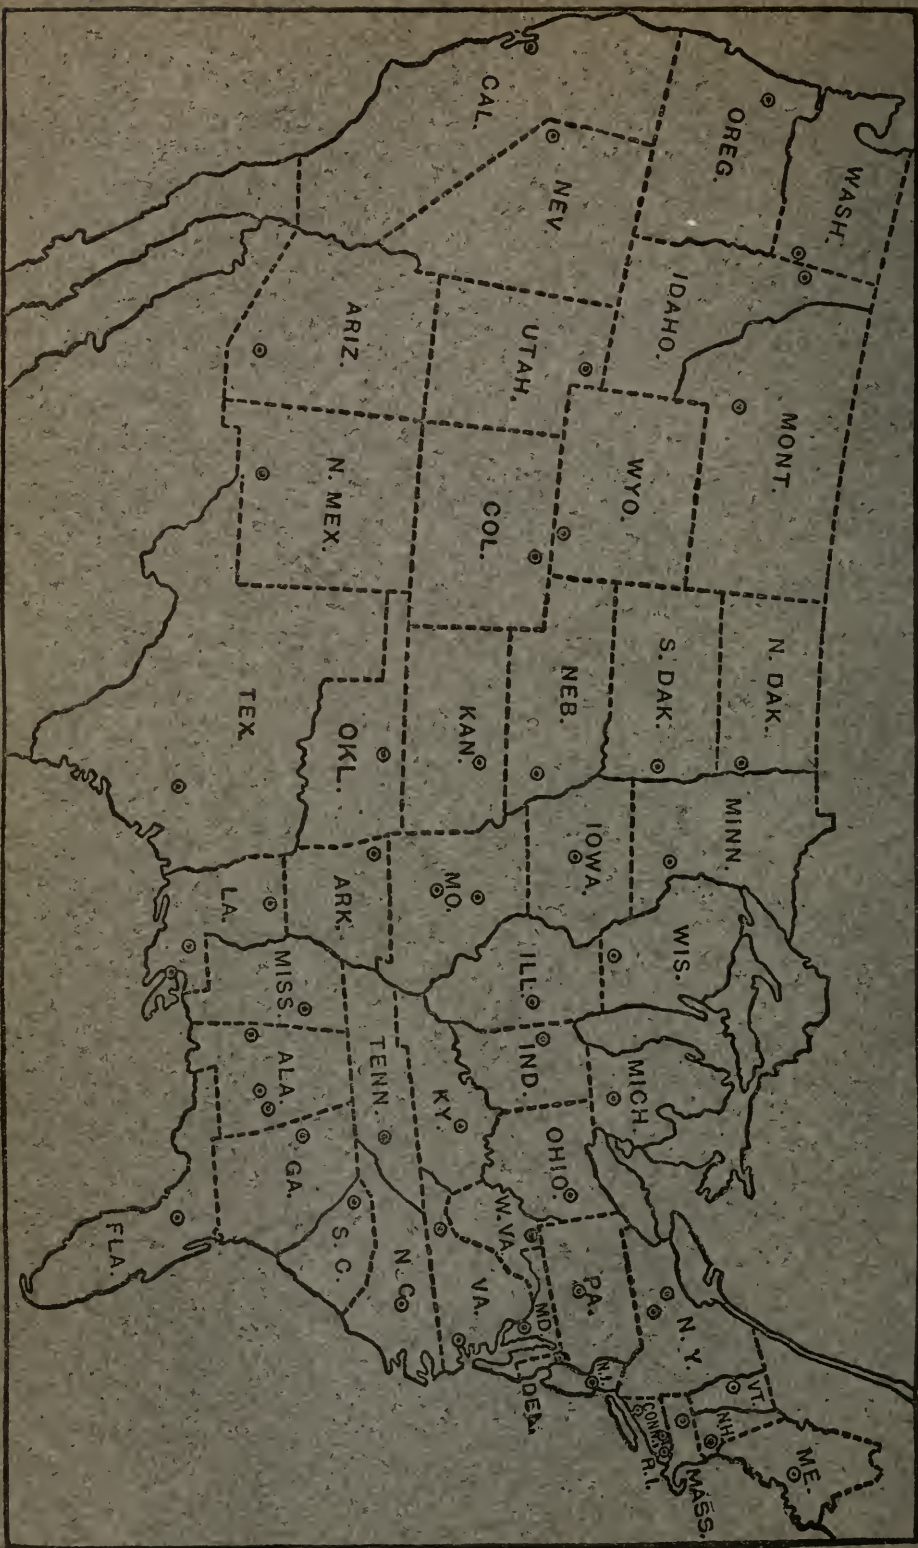 WASH.
OREG.
CAL.
NEV.
IDAHO.
MONT.
WYO.
UTAH.
ARIZ.
COL.
N. MEX.
N. DAK.
S. DAK.
NEB.
KAN.
OKL.
TEX.
MINN.
IOWA.
MO.
ARK.
LA.
WIS.
ILL.
MICH.
IND.
OHIO.
KY.
TENN.
MISS.
ALA.
GA.
FLA.
S. C.
N. C.
VA.
W. VA.
PA.
MD.
DEL.
N.J.
N. Y.
CONN.
R.I.
MASS.
VT.
N.H.
ME.